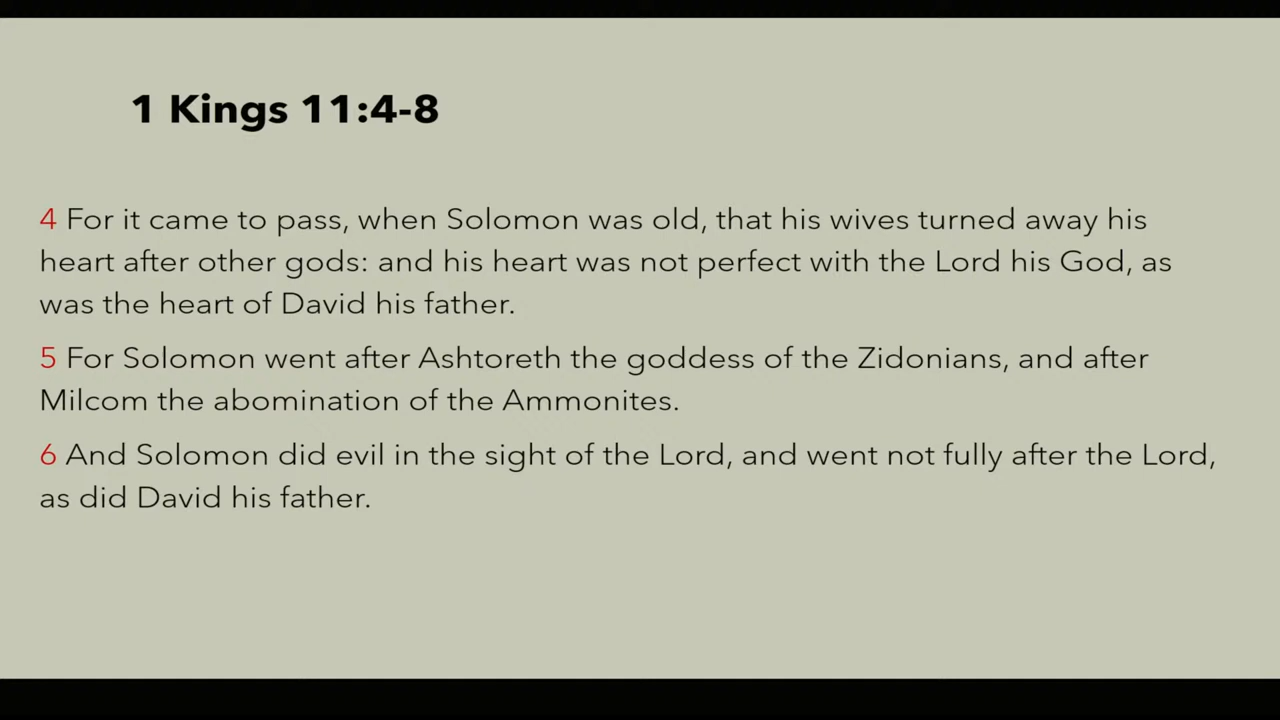 1 Kings 11:4-8
4 For it came to pass, when Solomon was old, that his wives turned away his
heart after other gods: and his heart was not perfect with the Lord his God, as
was the heart of David his father.
5 For Solomon went after Ashtoreth the goddess of the Zidonians, and after
Milcom the abomination of the Ammonites.
6 And Solomon did evil in the sight of the Lord, and went not fully after the Lord,
as did David his father.